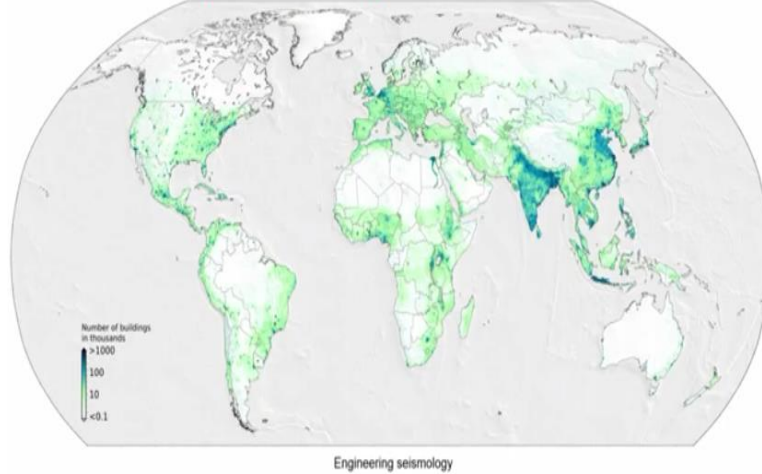 Number of buildings
in thousands
>1000
100
10
<0.1
Engineering seismology